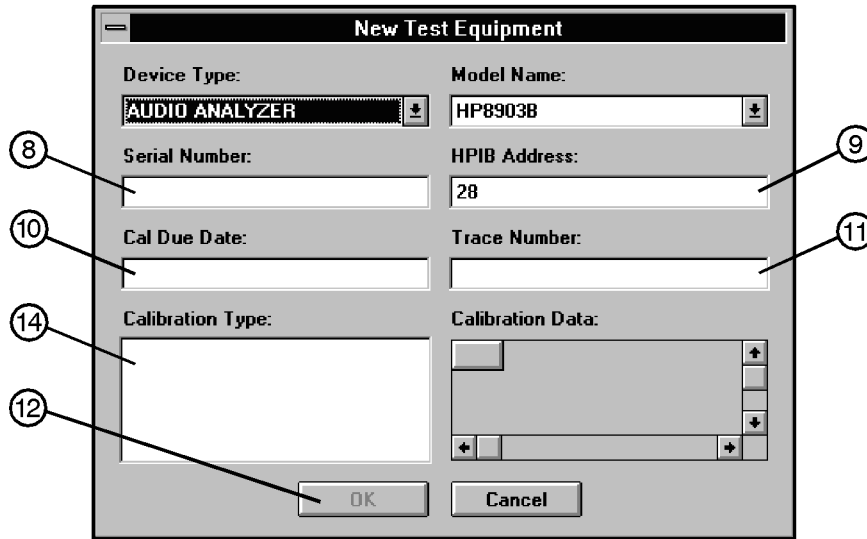 New Test Equipment
Device Type: Model Name:
AUDIO ANALYZER HP8903B
8 Serial Number: HPIB Address: 9
28
10 Cal Due Date: Trace Number: 11
14 Calibration Type: Calibration Data:
12
OK Cancel